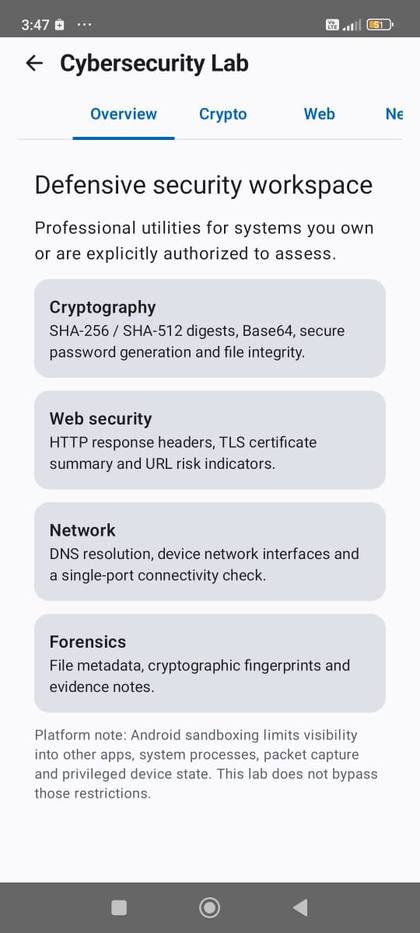 3:47
Vo LTE 51
Cybersecurity Lab
Overview Crypto Web Ne
Defensive security workspace
Professional utilities for systems you own
or are explicitly authorized to assess.
Cryptography
SHA-256 / SHA-512 digests, Base64, secure
password generation and file integrity.
Web security
HTTP response headers, TLS certificate
summary and URL risk indicators.
Network
DNS resolution, device network interfaces and
a single-port connectivity check.
Forensics
File metadata, cryptographic fingerprints and
evidence notes.
Platform note: Android sandboxing limits visibility
into other apps, system processes, packet capture
and privileged device state. This lab does not bypass
those restrictions.